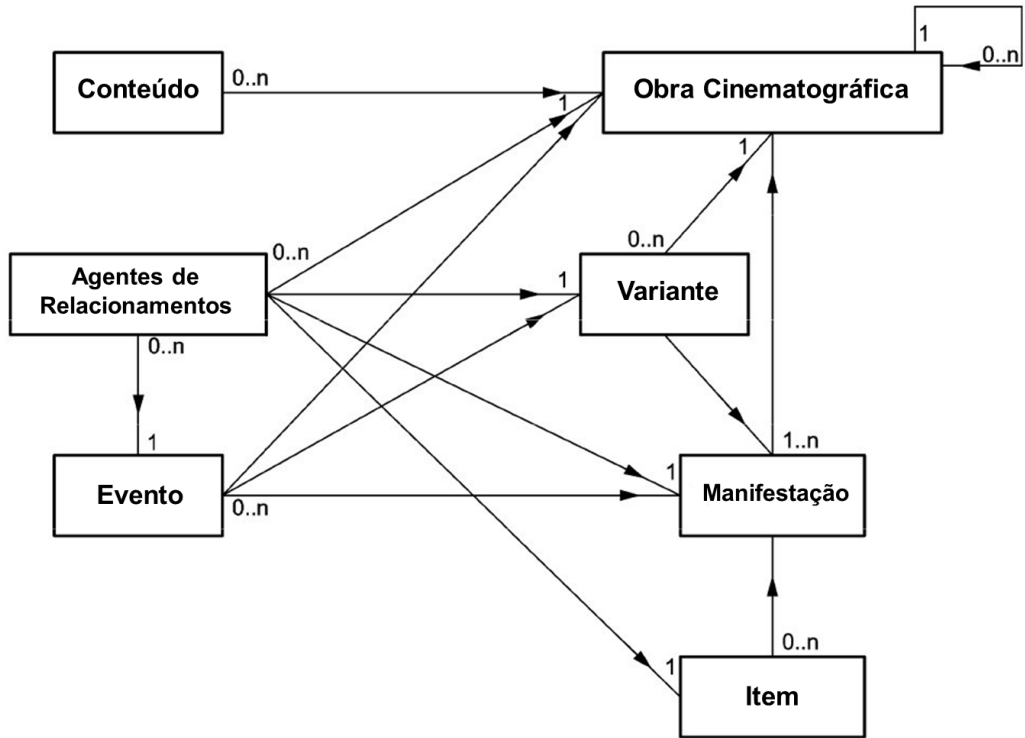 1
0..n
Conteúdo
0..n
1
Obra Cinematográfica
1
0..n
0..n
Agentes de
Relacionamentos
1
Variante
0..n
1
1..n
Evento
0..n
1
Manifestação
0..n
1
Item